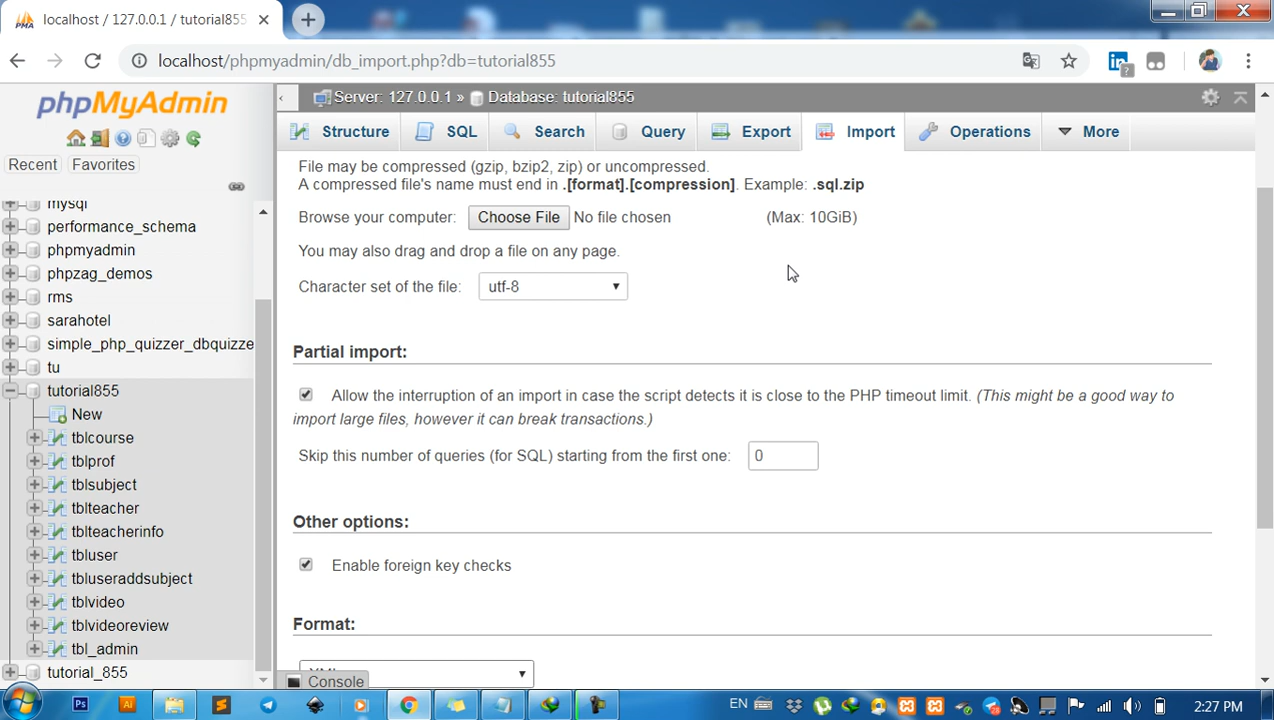 localhost / 127.0.0.1 / tutorial855
localhost/phpmyadmin/db_import.php?db=tutorial855
phpMyAdmin
Recent
Favorites
mysql
performance_schema
phpmyadmin
phpzag_demos
rms
sarahotel
simple_php_quizzer_dbquizze
tu
tutorial855
New
tblcourse
tblprof
tblsubject
tblteacher
tblteacherinfo
tbluser
tbluseraddsubject
tblvideo
tblvideoreview
tbl_admin
tutorial_855
Server: 127.0.0.1 » Database: tutorial855
Structure SQL Search Query Export Import Operations More
File may be compressed (gzip, bzip2, zip) or uncompressed.
A compressed file's name must end in .[format].[compression]. Example: .sql.zip
Browse your computer: Choose File No file chosen (Max: 10GiB)
You may also drag and drop a file on any page.
Character set of the file: utf-8
Partial import:
Allow the interruption of an import in case the script detects it is close to the PHP timeout limit. (This might be a good way to
import large files, however it can break transactions.)
Skip this number of queries (for SQL) starting from the first one: 0
Other options:
Enable foreign key checks
Format:
Console
Ps Ai EN 2:27 PM